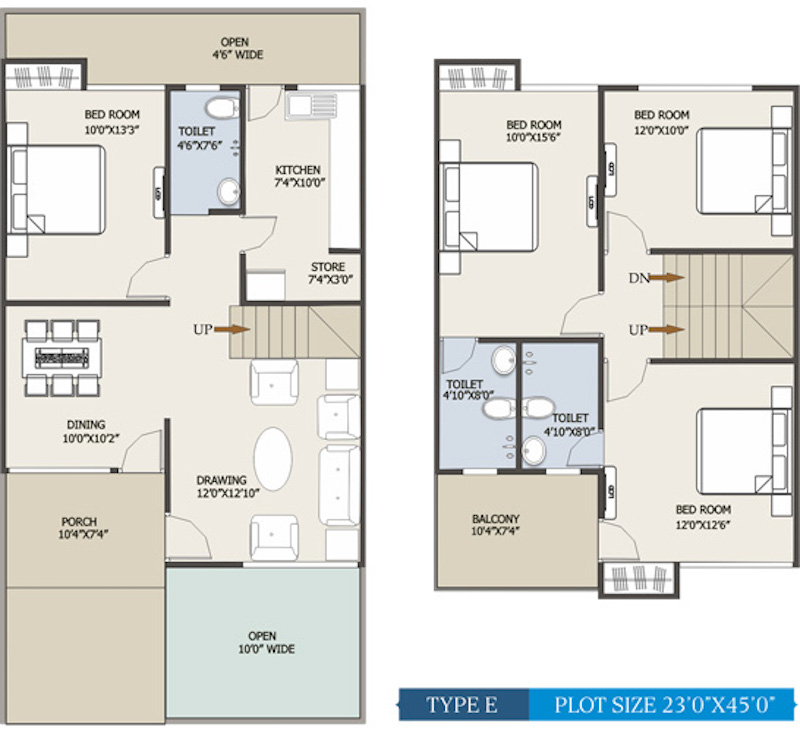 OPEN
4'6" WIDE
BED ROOM
10'0"X13'3"
TOILET
4'6"X7'6"
KITCHEN
7'4"X10'0"
STORE
7'4"X3'0"
UP
DINING
10'0"X10'2"
DRAWING
12'0"X12'10"
PORCH
10'4"X7'4"
OPEN
10'0" WIDE
BED ROOM
10'0"X15'6"
BED ROOM
12'0"X10'0"
DN
UP
TOILET
4'10"X8'0"
TOILET
4'10"X8'0"
BALCONY
10'4"X7'4"
BED ROOM
12'0"X12'6"
TYPE E
PLOT SIZE 23'0"X45'0"